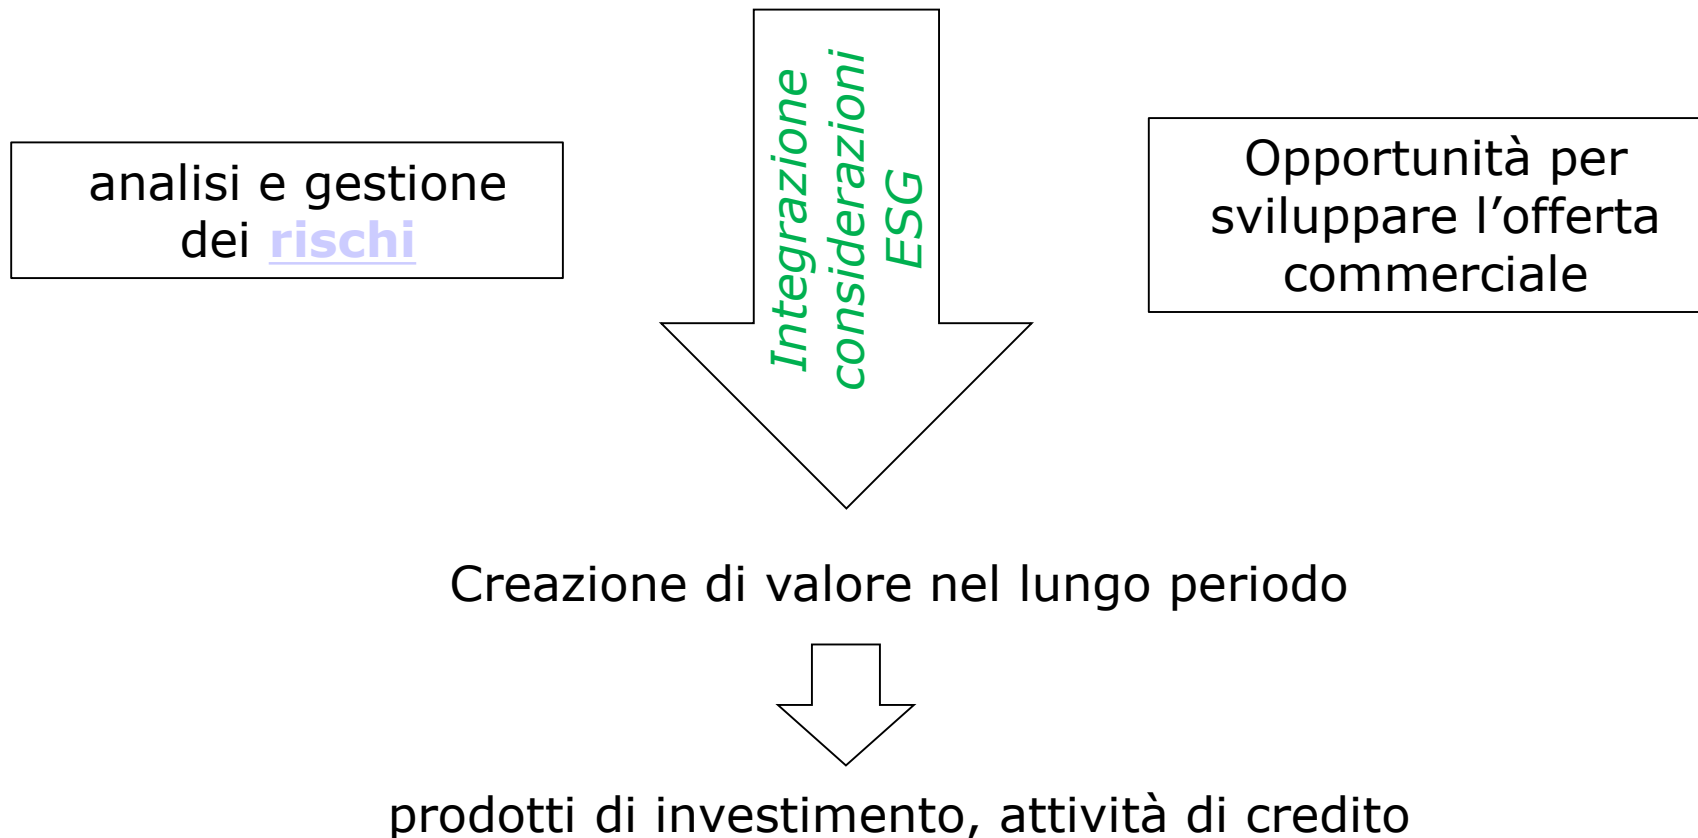 analisi e gestione
dei rischi
Integrazione
considerazioni
ESG
Opportunità per
sviluppare l’offerta
commerciale
Creazione di valore nel lungo periodo
prodotti di investimento, attività di credito